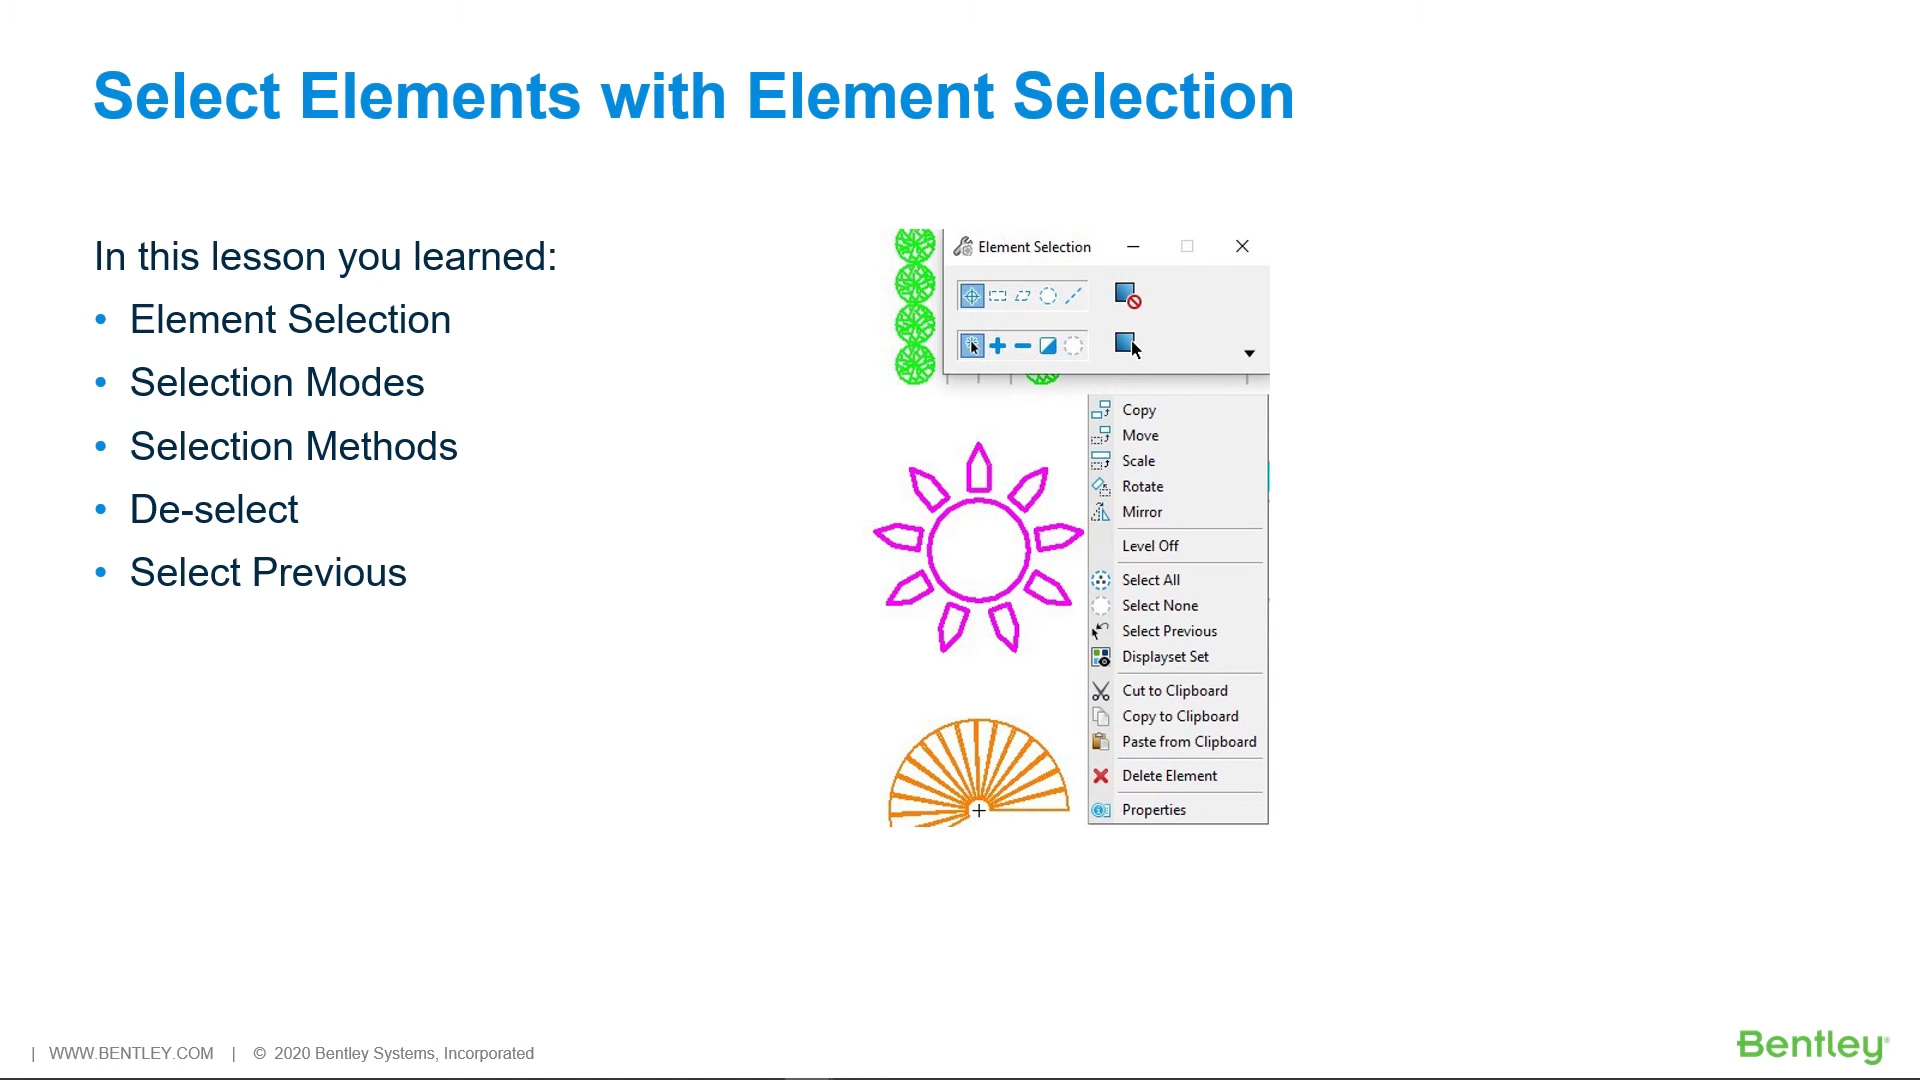 Select Elements with Element Selection
In this lesson you learned:
• Element Selection
• Selection Modes
• Selection Methods
• De-select
• Select Previous
Element Selection
Copy
Move
Scale
Rotate
Mirror
Level Off
Select All
Select None
Select Previous
Displayset Set
Cut to Clipboard
Copy to Clipboard
Paste from Clipboard
Delete Element
Properties
| WWW.BENTLEY.COM | © 2020 Bentley Systems, Incorporated
Bentley®